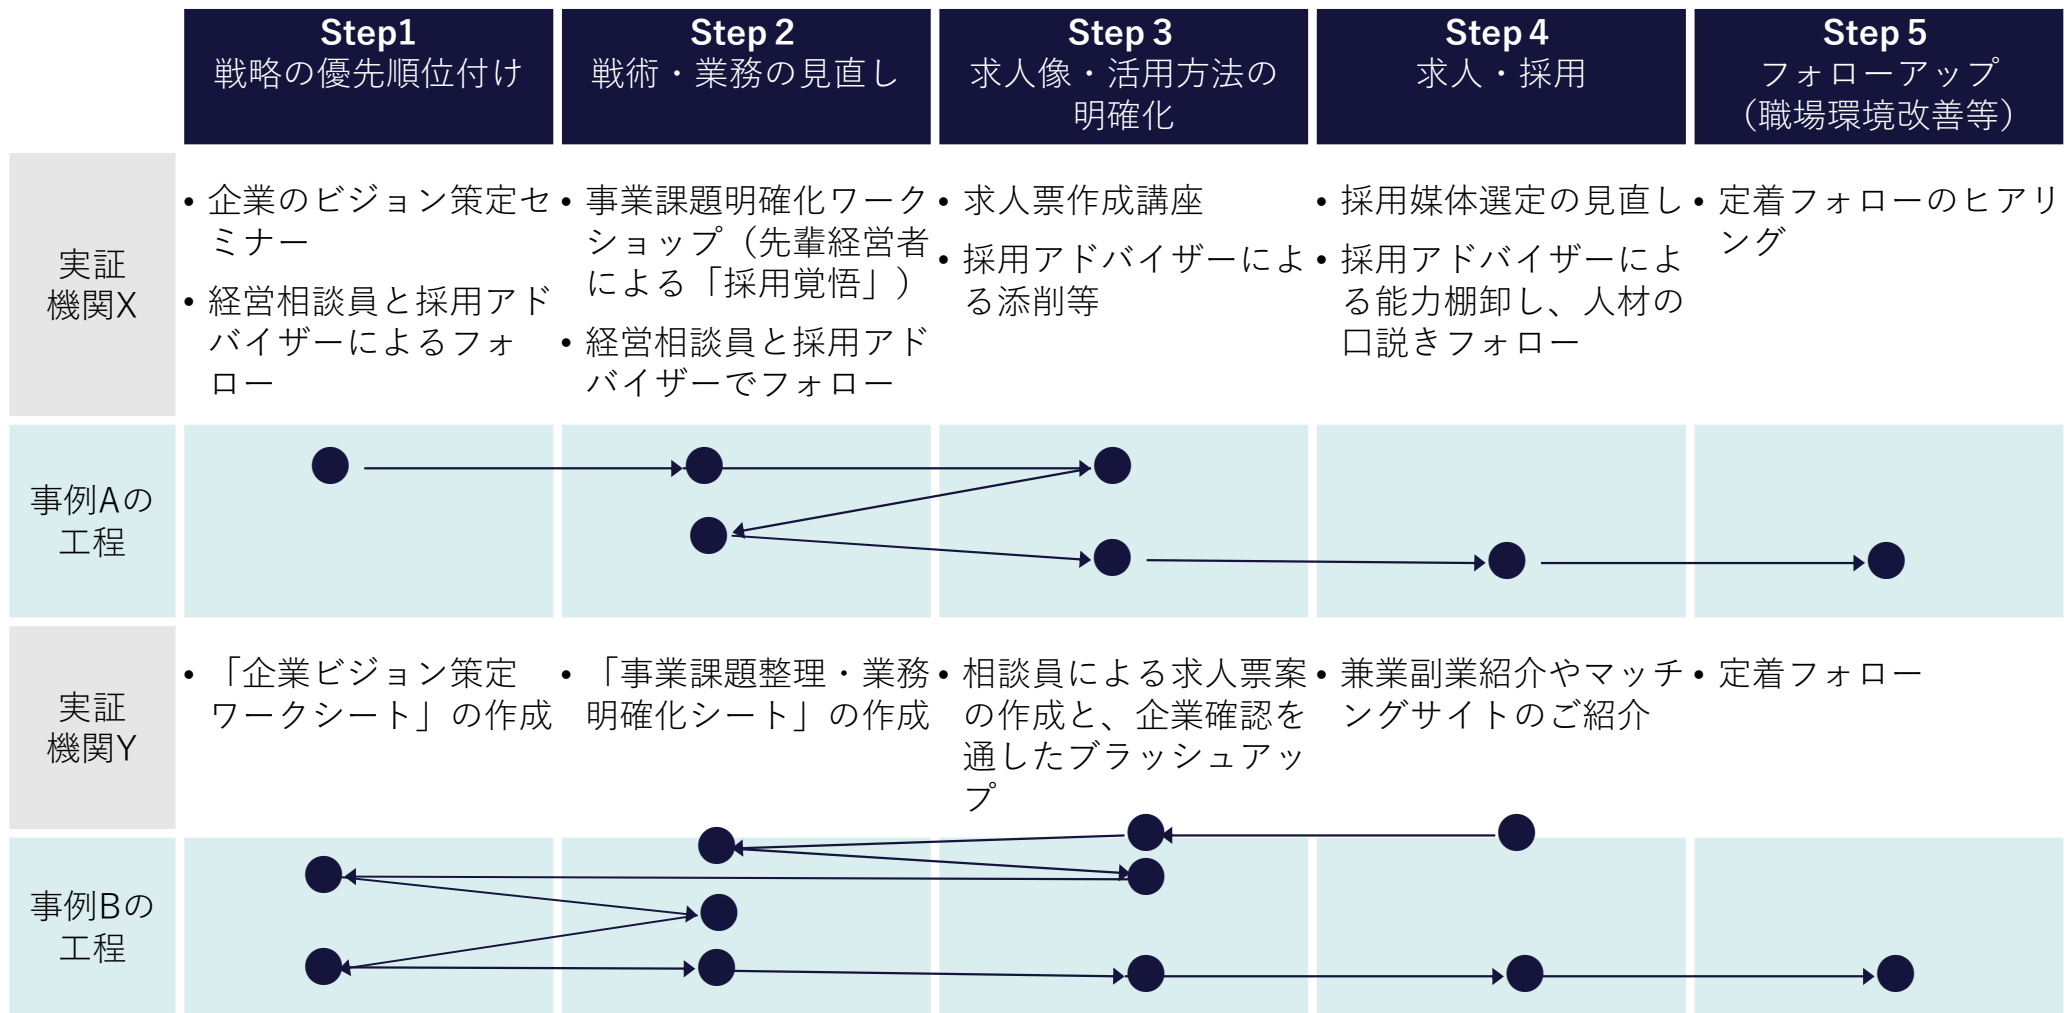 Step1
戦略の優先順位付け
Step 2
戦術・業務の見直し
Step 3
求人像・活用方法の
明確化
Step 4
求人・採用
Step 5
フォローアップ
（職場環境改善等）
実証
機関X
• 企業のビジョン策定セ
ミナー
• 経営相談員と採用アド
バイザーによるフォ
ロー
• 事業課題明確化ワーク
ショップ（先輩経営者
による「採用覚悟」）
• 経営相談員と採用アド
バイザーでフォロー
• 求人票作成講座
• 採用アドバイザーによ
る添削等
• 採用媒体選定の見直し
• 採用アドバイザーによ
る能力棚卸し、人材の
口説きフォロー
• 定着フォローのヒアリ
ング
事例Aの
工程
実証
機関Y
• 「企業ビジョン策定
ワークシート」の作成
• 「事業課題整理・業務
明確化シート」の作成
• 相談員による求人票案
の作成と、企業確認を
通したブラッシュアッ
プ
• 兼業副業紹介やマッチ
ングサイトのご紹介
• 定着フォロー
事例Bの
工程